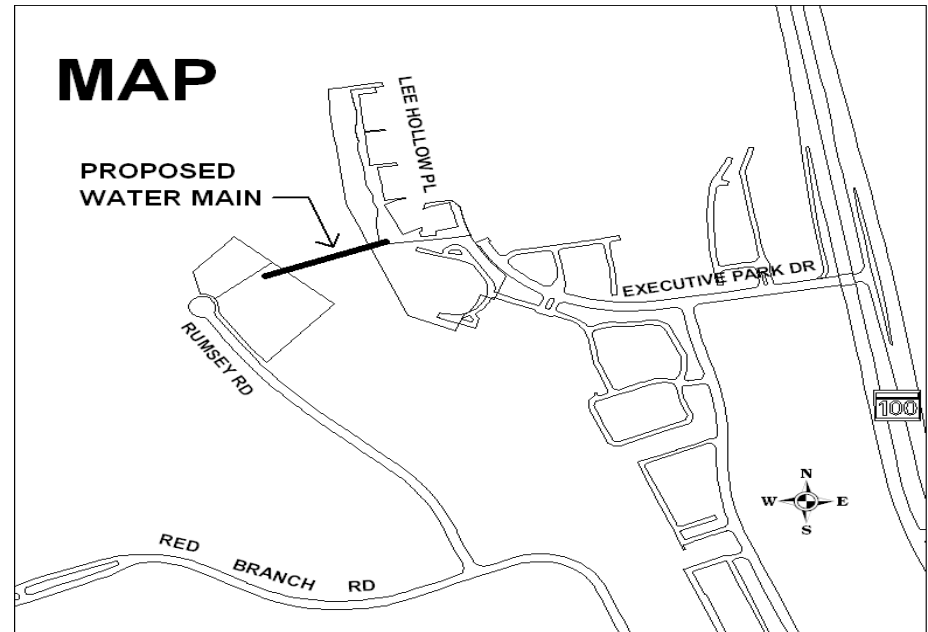 MAP
LEE HOLLOW PL
PROPOSED
WATER MAIN
EXECUTIVE PARK DR
RUMSEY RD
100
N
W E
S
RED BRANCH RD